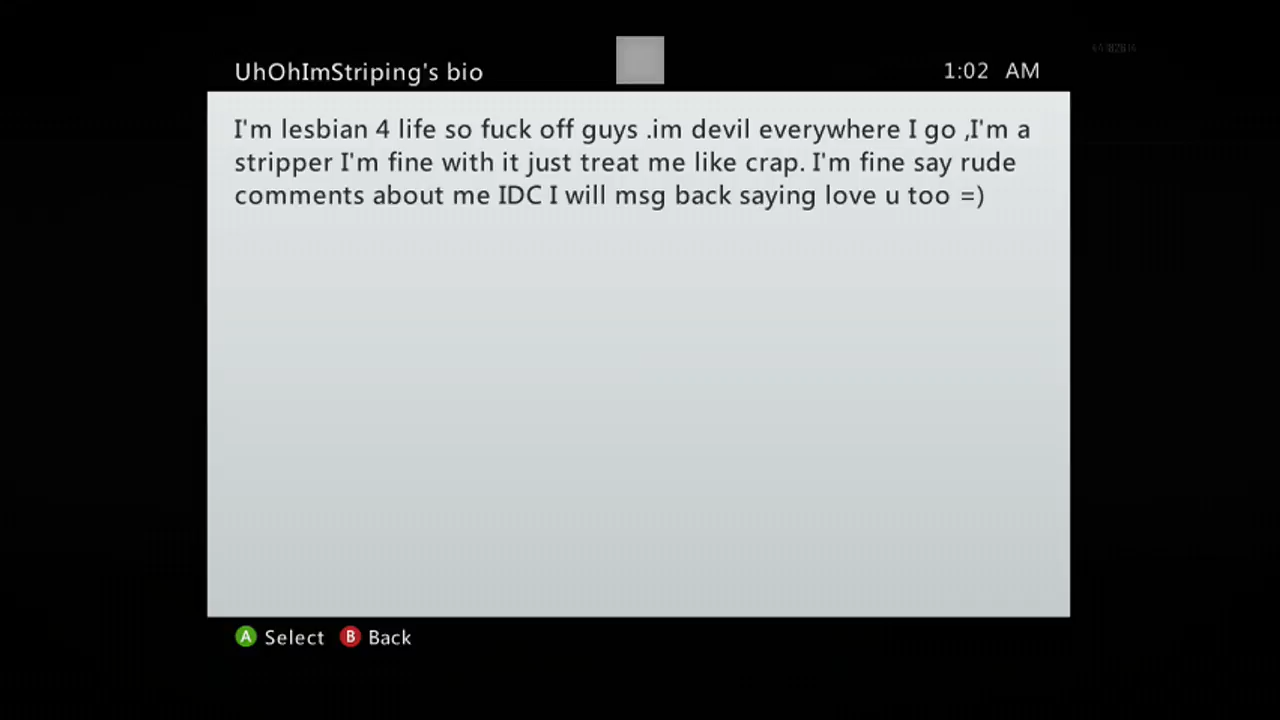 UhOhImStriping's bio
1:02 AM
I'm lesbian 4 life so fuck off guys .im devil everywhere I go ,I'm a
stripper I'm fine with it just treat me like crap. I'm fine say rude
comments about me IDC I will msg back saying love u too =)
A Select B Back